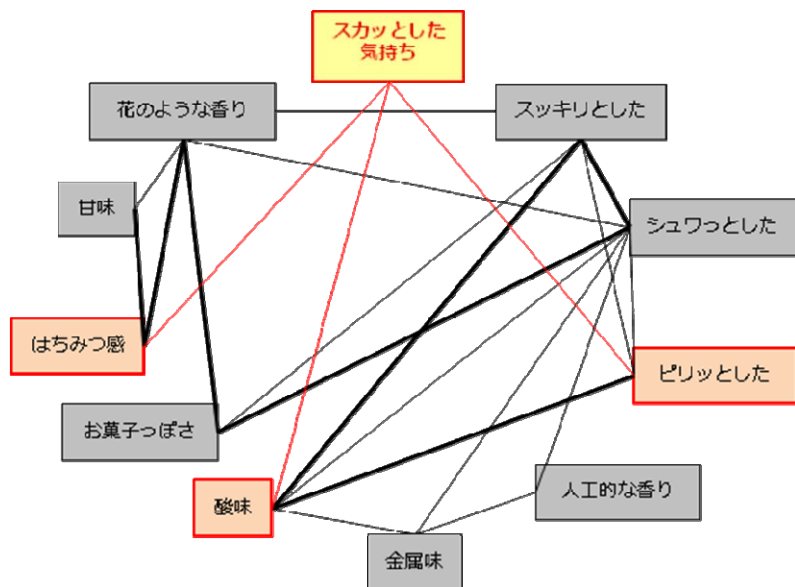 スカッとした
気持ち
花のような香り
スッキリとした
甘味
シュワっとした
はちみつ感
ピリッとした
お菓子っぽさ
酸味
人工的な香り
金属味